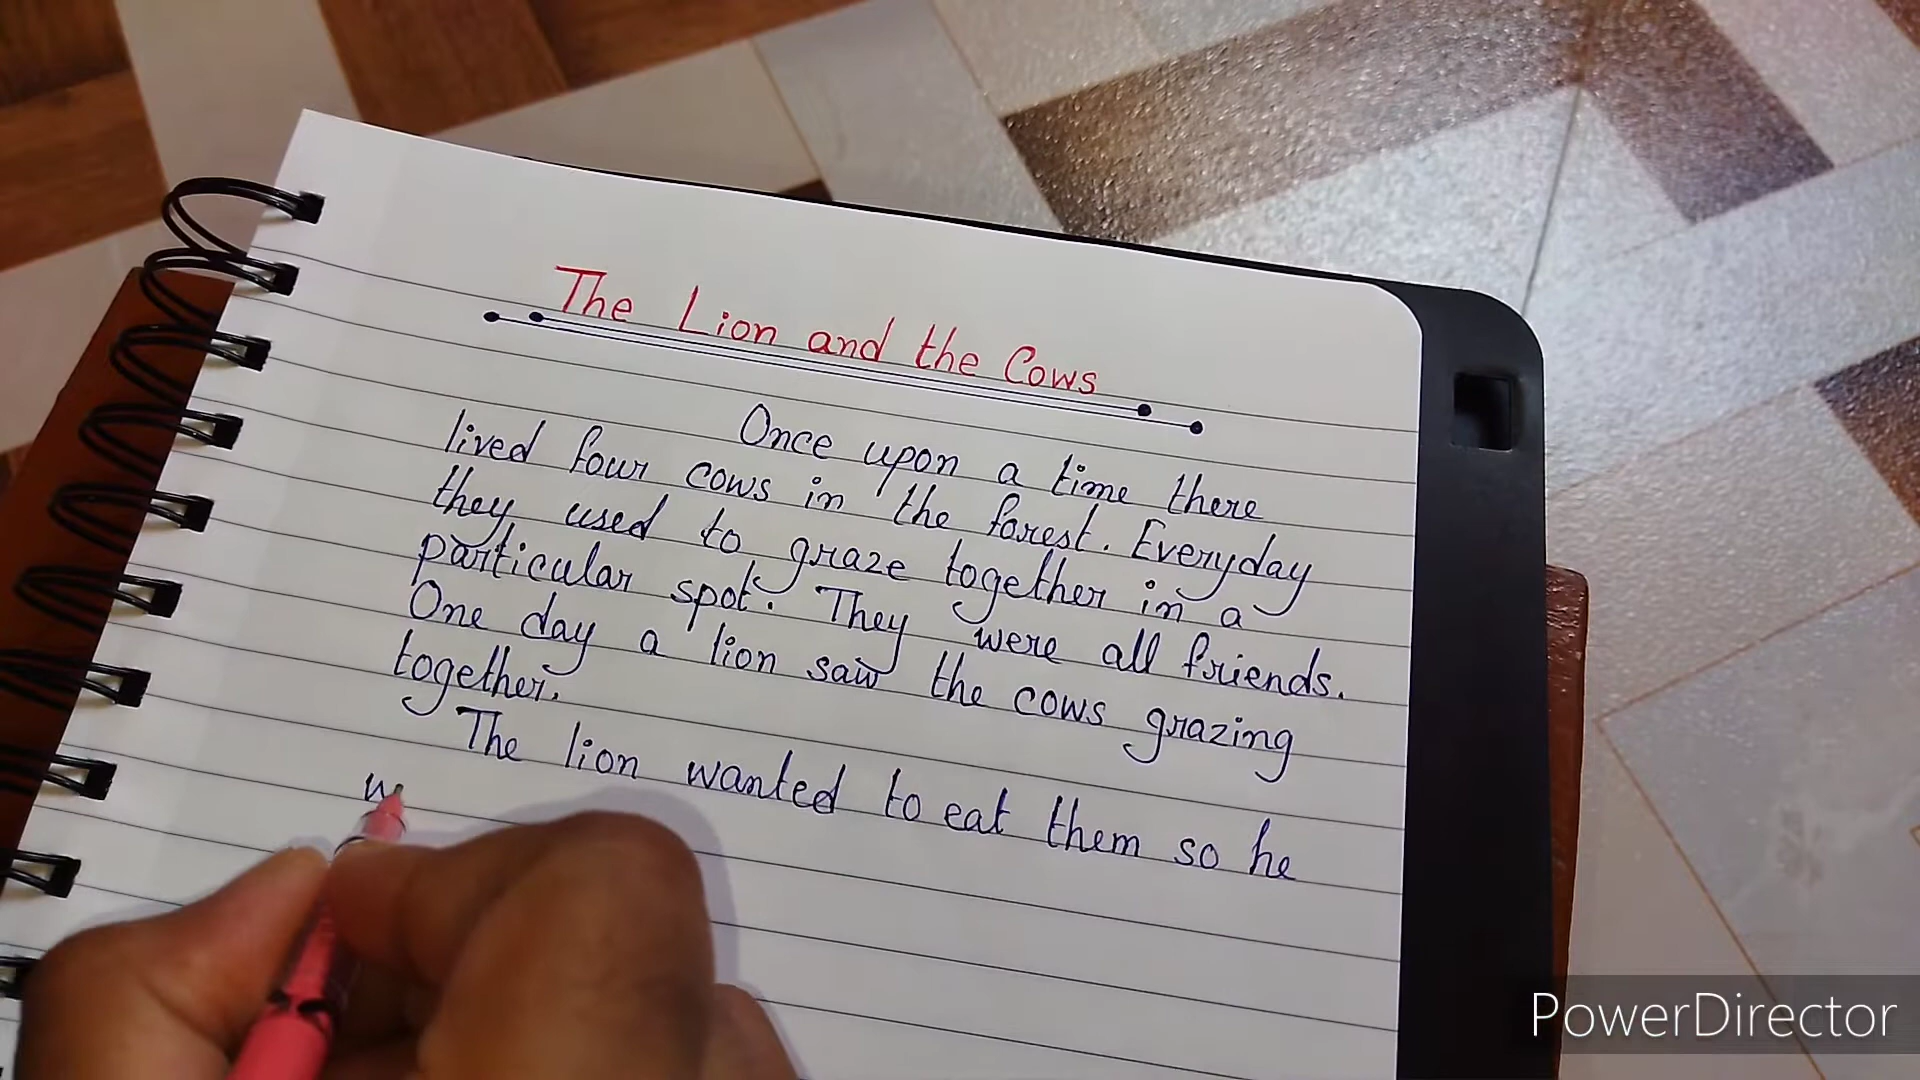 The Lion and the Cows
Once upon a time there
lived four cows in the forest. Everyday
they used to graze together in a
particular spot. They were all friends.
One day a lion saw the cows grazing
together.
The lion wanted to eat them so he
PowerDirector